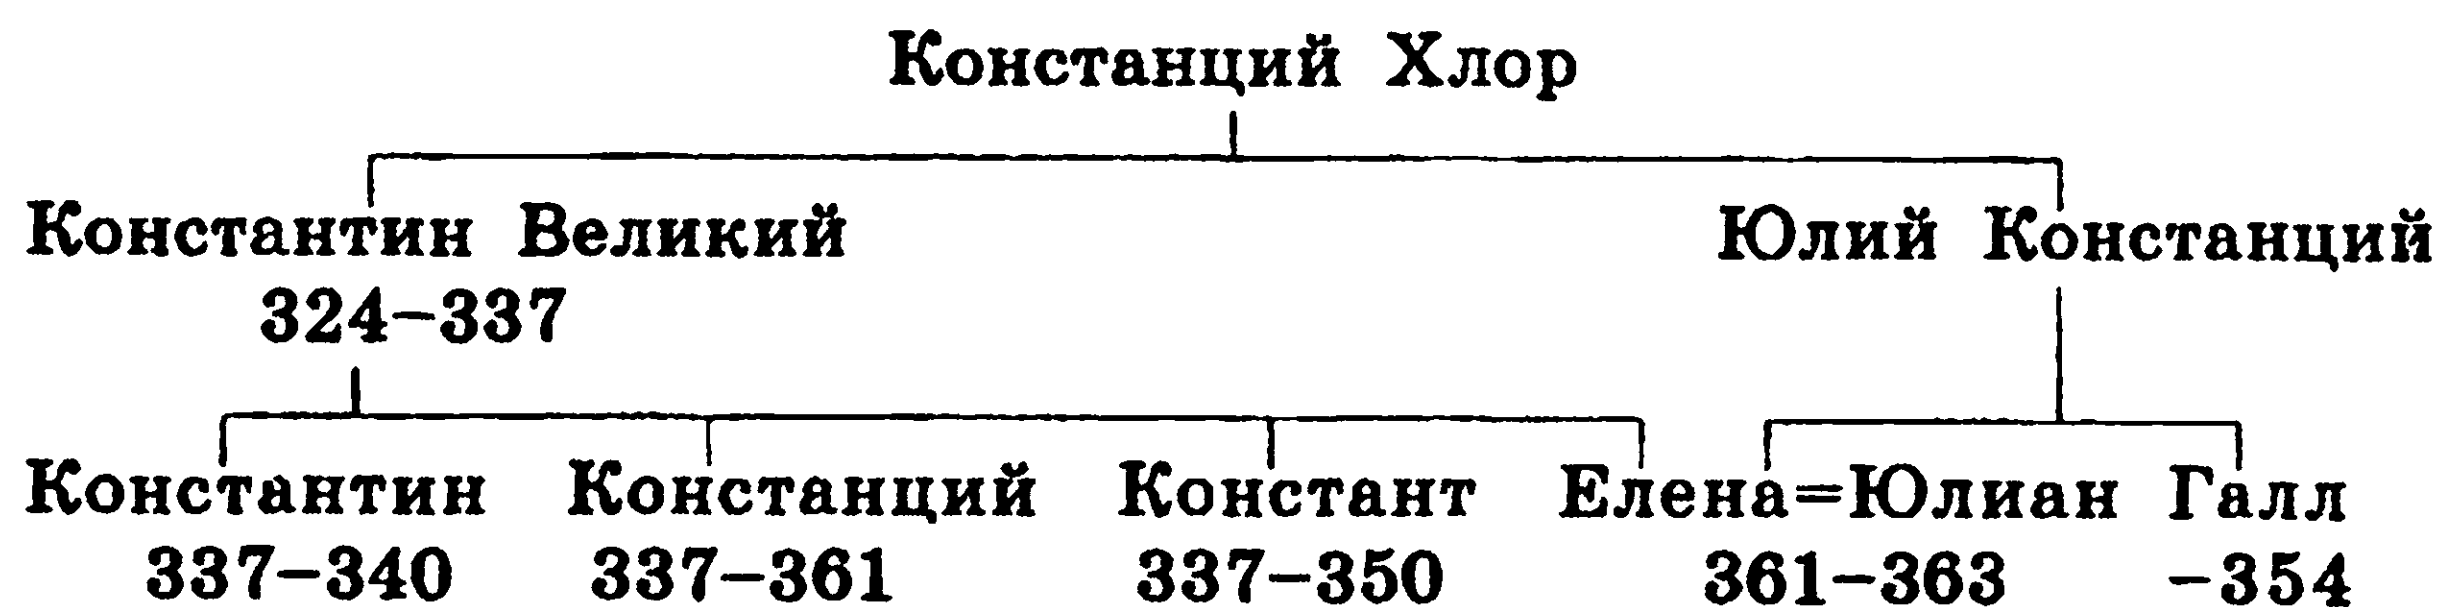 Констанций Хлор
Константин Великий Юлий Констанций
324—337
Константин Констанций Констант Елена=Юлиан Галл
337—340 337—361 337—350 361—363 —354